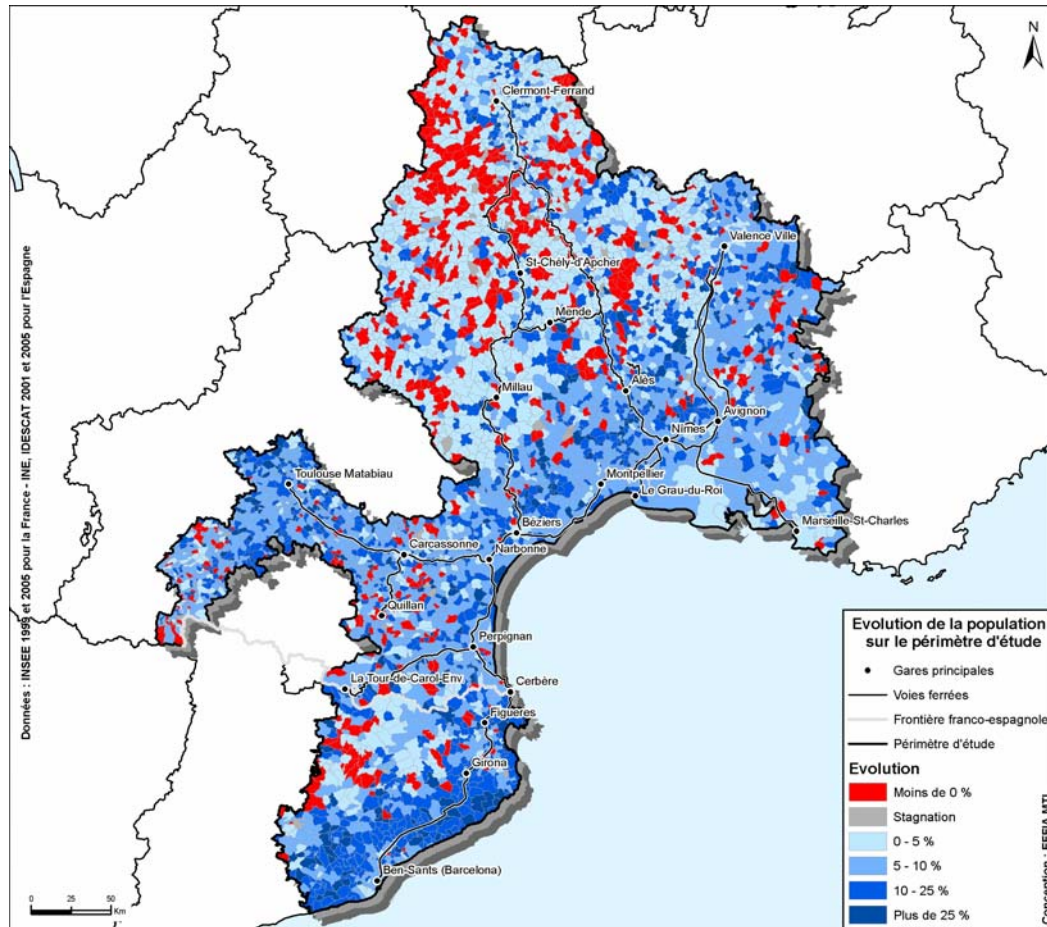 N
Clermont-Ferrand
Valence Ville
St-Chély-d'Apcher
Mende
Millau
Alès
Avignon
Nîmes
Toulouse Matabiau
Montpellier
Le Grau-du-Roi
Béziers
Marseille-St-Charles
Carcassonne
Narbonne
Quillan
Perpignan
La Tour-de-Carol-Env
Cerbère
Figueres
Girona
Ben-Sants (Barcelona)
Données : INSEE 1999 et 2005 pour la France - INE, IDESCAT 2001 et 2005 pour l'Espagne
0 25 50
Km
Evolution de la population
sur le périmètre d'étude
Gares principales
Voies ferrées
Frontière franco-espagnole
Périmètre d'étude
Evolution
Moins de 0 %
Stagnation
0 - 5 %
5 - 10 %
10 - 25 %
Plus de 25 %
Conception : EFFIA MTI